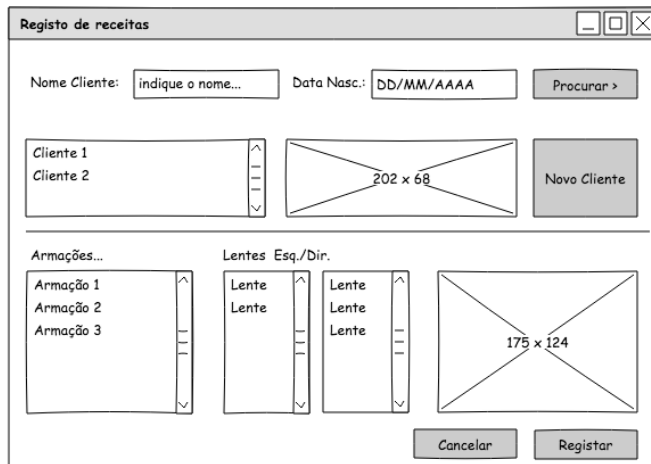 Registo de receitas
Nome Cliente: indique o nome... Data Nasc.: DD/MM/AAAA Procurar >
Cliente 1
Cliente 2
202 x 68
Novo Cliente
Armações...
Armação 1
Armação 2
Armação 3
Lentes Esq./Dir.
Lente
Lente
Lente
Lente
Lente
175 x 124
Cancelar Registar